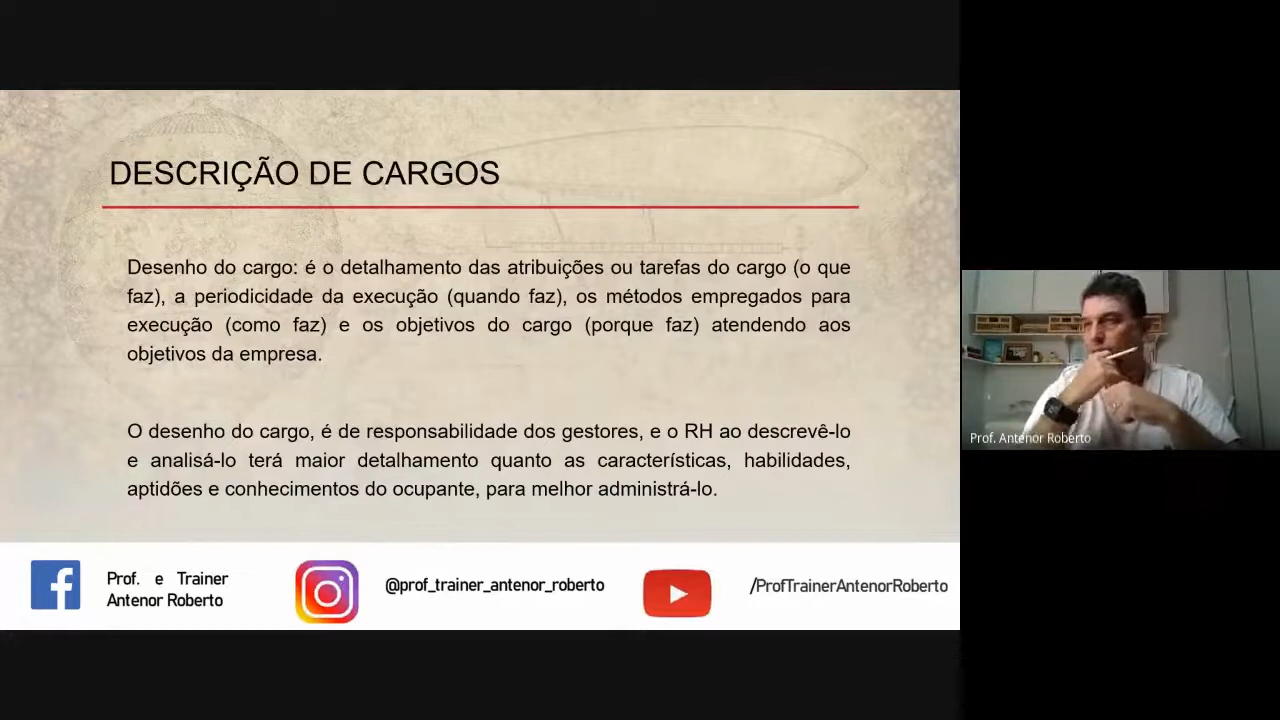 DESCRIÇÃO DE CARGOS
Desenho do cargo: é o detalhamento das atribuições ou tarefas do cargo (o que
faz), a periodicidade da execução (quando faz), os métodos empregados para
execução (como faz) e os objetivos do cargo (porque faz) atendendo aos
objetivos da empresa.
O desenho do cargo, é de responsabilidade dos gestores, e o RH ao descrevê-lo
e analisá-lo terá maior detalhamento quanto as características, habilidades,
aptidões e conhecimentos do ocupante, para melhor administrá-lo.
Prof. e Trainer
Antenor Roberto
@prof_trainer_antenor_roberto
/ProfTrainerAntenorRoberto
Prof. Antenor Roberto